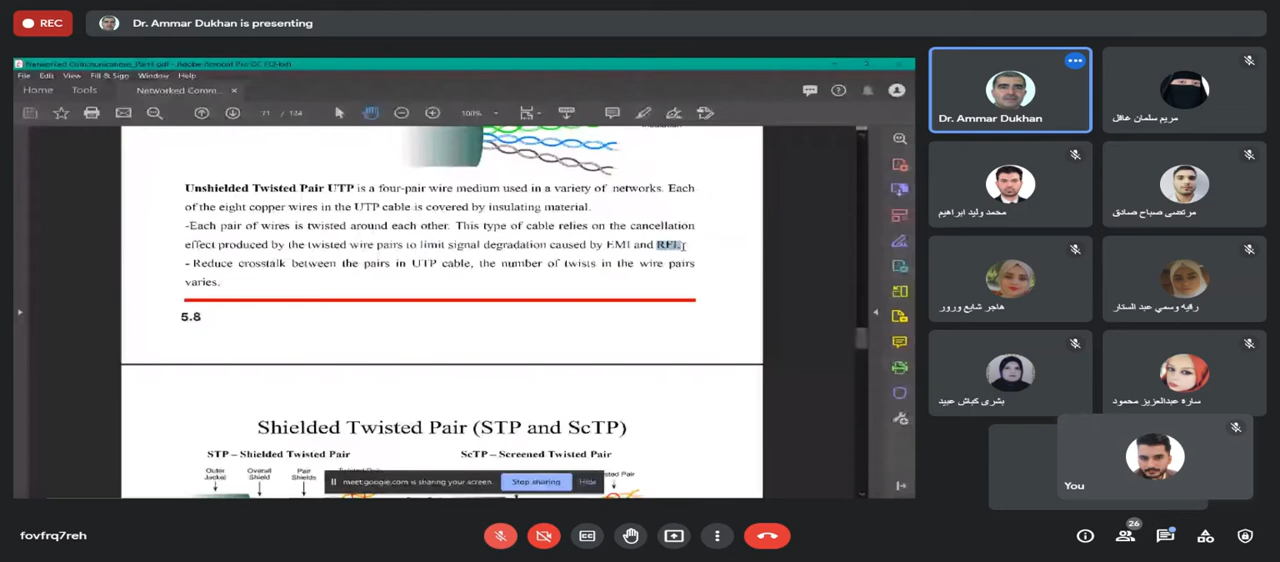 REC
Dr. Ammar Dukhan is presenting
File Edit View Fill & Sign Window Help
Home Tools Networked Comm...
71 / 134
100%
Unshielded Twisted Pair UTP is a four-pair wire medium used in a variety of networks. Each
of the eight copper wires in the UTP cable is covered by insulating material.
-Each pair of wires is twisted around each other. This type of cable relies on the cancellation
effect produced by the twisted wire pairs to limit signal degradation caused by EMI and RFI.
- Reduce crosstalk between the pairs in UTP cable, the number of twists in the wire pairs
varies.
5.8
Shielded Twisted Pair (STP and ScTP)
STP – Shielded Twisted Pair
ScTP – Screened Twisted Pair
Outer Jacket
Overall Shield
Pair Shields
meet.google.com is sharing your screen.
Stop sharing
Hide
Dr. Ammar Dukhan
مريم سلمان عاقل
محمد وليد ابراهيم
مرتضى صباح صادق
هاجر شايع ورور
رقيه وسمي عبد الستار
بشرى كباش عبيد
ساره عبدالعزيز محمود
You
fovfrq7reh
26